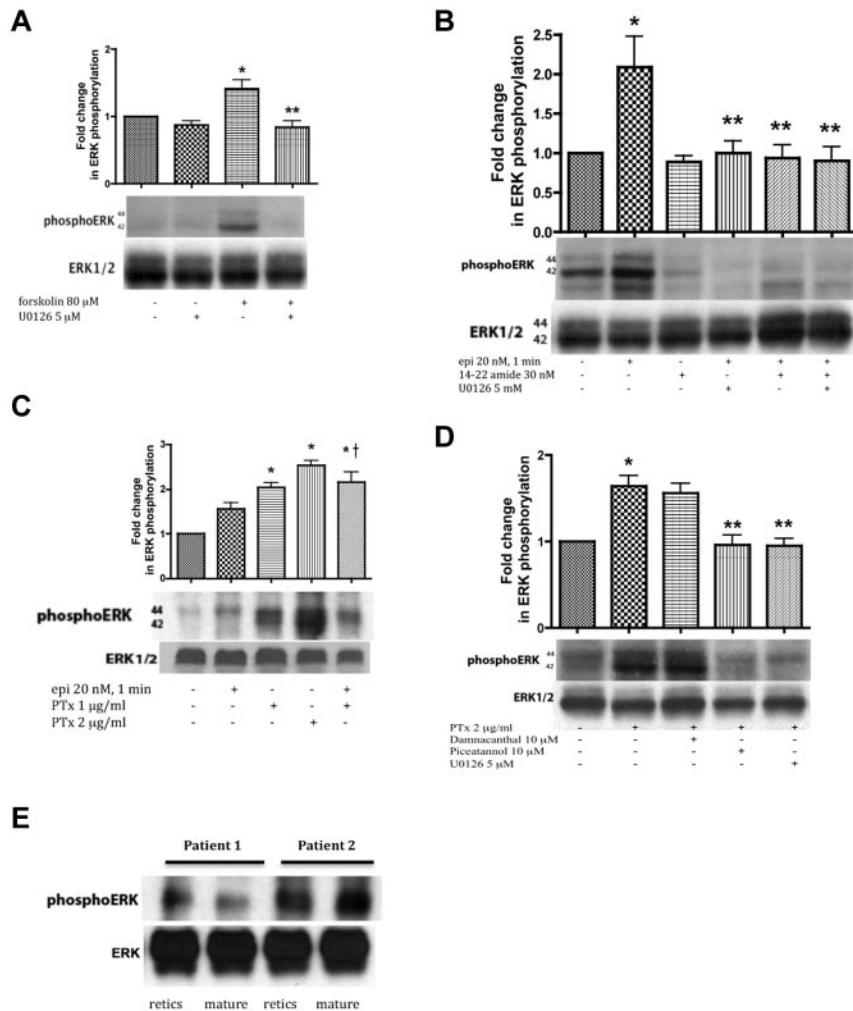 A
Fold change
in ERK phosphorylation
2
1
0
*
**
phosphoERK
44
42
ERK1/2
forskolin 80 µM - - + +
U0126 5 µM - + - +
B
Fold change
in ERK phosphorylation
2.5
2.0
1.5
1.0
0.5
0.0
*
** ** **
phosphoERK
44
42
ERK1/2
44
42
epi 20 nM, 1 min - + - + + +
14-22 amide 30 nM - - + - + +
U0126 5 mM - - - + - +
C
Fold change
in ERK phosphorylation
3
2
1
0
* * * †
phosphoERK
44
42
ERK1/2
epi 20 nM, 1 min - + - - +
PTx 1 µg/ml - - + - +
PTx 2 µg/ml - - - + -
D
Fold change
in ERK phosphorylation
2
1
0
*
** **
phosphoERK
44
42
ERK1/2
PTx 2 µg/ml - + + + +
Damnacanthal 10 µM - - + - -
Piceatannol 10 µM - - - + -
U0126 5 µM - - - - +
E
Patient 1 Patient 2
phosphoERK
ERK
retics mature retics mature